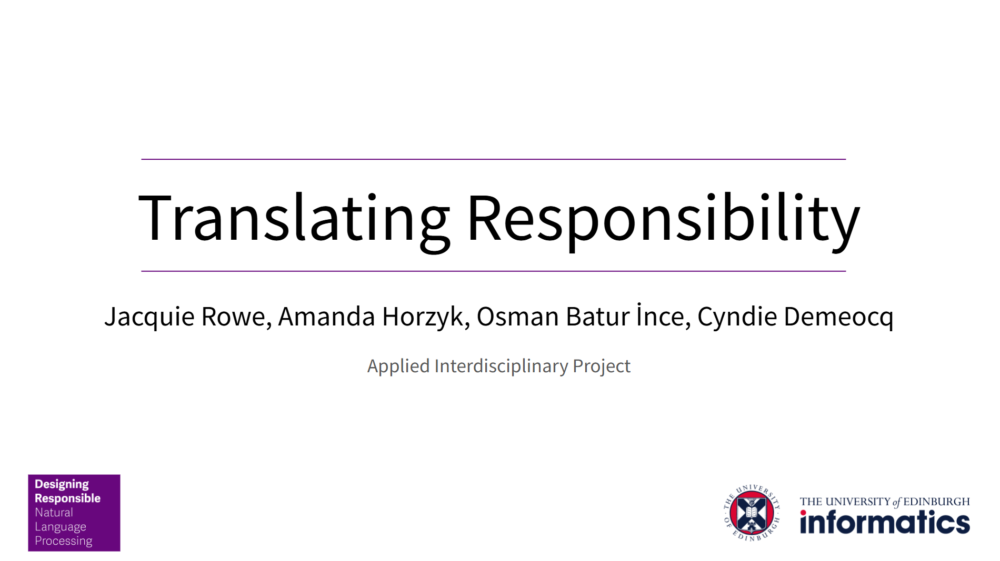 Translating Responsibility
Jacquie Rowe, Amanda Horzyk, Osman Batur İnce, Cyndie Demeocq
Applied Interdisciplinary Project
Designing
Responsible
Natural
Language
Processing
THE UNIVERSITY OF EDINBURGH
THE UNIVERSITY of EDINBURGH
informatics